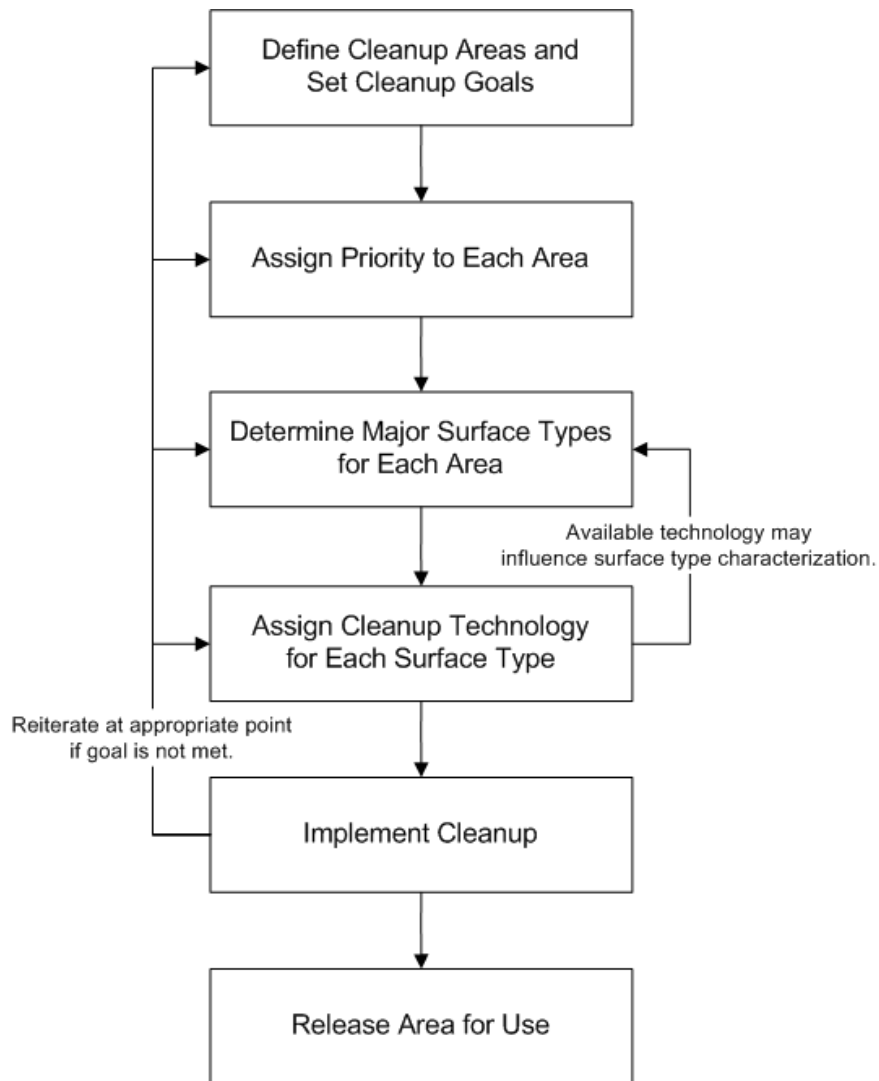 Define Cleanup Areas and
Set Cleanup Goals
Assign Priority to Each Area
Determine Major Surface Types
for Each Area
Available technology may
influence surface type characterization.
Assign Cleanup Technology
for Each Surface Type
Reiterate at appropriate point
if goal is not met.
Implement Cleanup
Release Area for Use